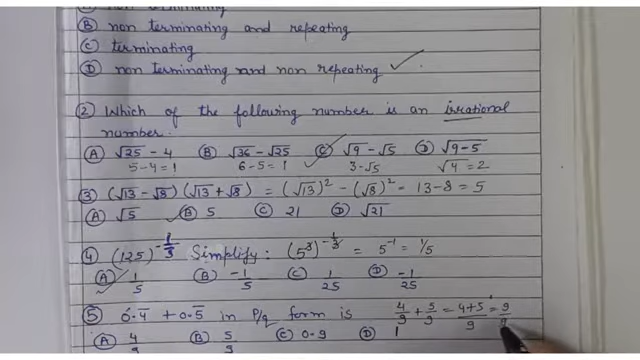 (B) non terminating and repeating
(C) terminating
(D) non terminating and non repeating ✓
(2) Which of the following number is an irrational
number.
(A) √25 - 4 (B) √36 - √25 (C) √9 - √5 (D) √9-5
5-4=1 6-5=1 3-√5 √4=2
(3) (√13 - √8) (√13 + √8) = (√13)² - (√8)² = 13-8 = 5
(A) √5 (B) 5 (C) 21 (D) √21
(4) (125)^-1/3 Simplify: (5³)^-1/3 = 5⁻¹ = 1/5
(A) 1/5 (B) -1/5 (C) 1/25 (D) -1/25
(5) 0.4̅ + 0.5̅ in P/q form is 4/9 + 5/9 = 4+5/9 = 9/9
(A) 4/9 (B) 5/9 (C) 0.9 (D) 1